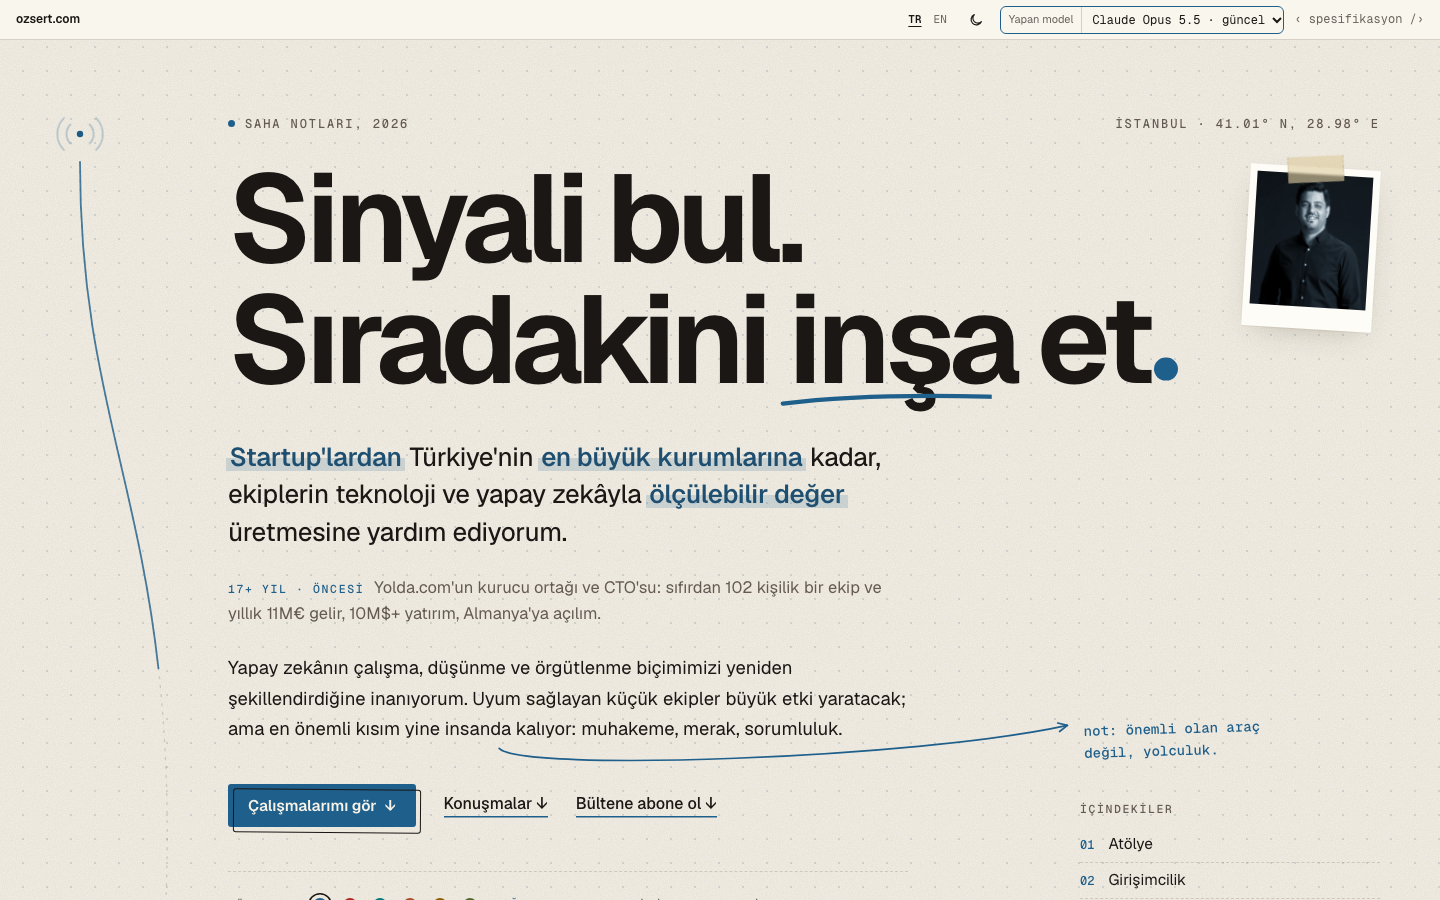 ozsert.com
TR EN Yapan model Claude Opus 5.5 · güncel ‹ spesifikasyon /›
SAHA NOTLARI, 2026
İSTANBUL · 41.01° N, 28.98° E
Sinyali bul.
Sıradakini inşa et.
Startup'lardan Türkiye'nin en büyük kurumlarına kadar,
ekiplerin teknoloji ve yapay zekâyla ölçülebilir değer
üretmesine yardım ediyorum.
17+ YIL · ÖNCESİ Yolda.com'un kurucu ortağı ve CTO'su: sıfırdan 102 kişilik bir ekip ve
yıllık 11M€ gelir, 10M$+ yatırım, Almanya'ya açılım.
Yapay zekânın çalışma, düşünme ve örgütlenme biçimimizi yeniden
şekillendirdiğine inanıyorum. Uyum sağlayan küçük ekipler büyük etki yaratacak;
ama en önemli kısım yine insanda kalıyor: muhakeme, merak, sorumluluk.
not: önemli olan araç
değil, yolculuk.
Çalışmalarımı gör ↓
Konuşmalar ↓
Bültene abone ol ↓
İÇİNDEKİLER
01 Atölye
02 Girişimcilik